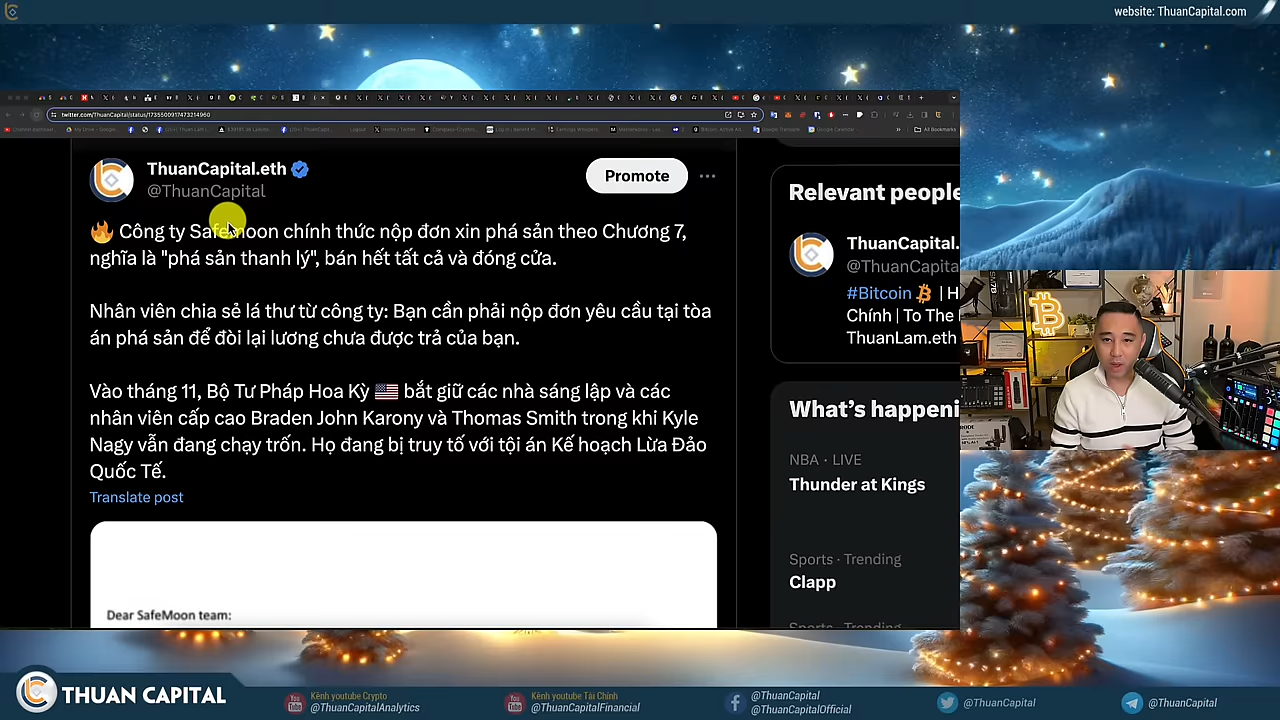 website: ThuanCapital.com
twitter.com/ThuanCapital/status/1735500917473214960
All Bookmarks
ThuanCapital.eth
@ThuanCapital
Promote
🔥 Công ty Safemoon chính thức nộp đơn xin phá sản theo Chương 7,
nghĩa là "phá sản thanh lý", bán hết tất cả và đóng cửa.
Nhân viên chia sẻ lá thư từ công ty: Bạn cần phải nộp đơn yêu cầu tại tòa
án phá sản để đòi lại lương chưa được trả của bạn.
Vào tháng 11, Bộ Tư Pháp Hoa Kỳ 🇺🇸 bắt giữ các nhà sáng lập và các
nhân viên cấp cao Braden John Karony và Thomas Smith trong khi Kyle
Nagy vẫn đang chạy trốn. Họ đang bị truy tố với tội án Kế hoạch Lừa Đảo
Quốc Tế.
Translate post
Dear SafeMoon team:
Relevant people
ThuanCapital.
@ThuanCapita
#Bitcoin | H
Chính | To The
ThuanLam.eth
What's happeni
NBA · LIVE
Thunder at Kings
Sports · Trending
Clapp
Sports · Trending
THUAN CAPITAL
Kênh youtube Crypto
@ThuanCapitalAnalytics
Kênh youtube Tài Chính
@ThuanCapitalFinancial
@ThuanCapital
@ThuanCapitalOfficial
@ThuanCapital
@ThuanCapital